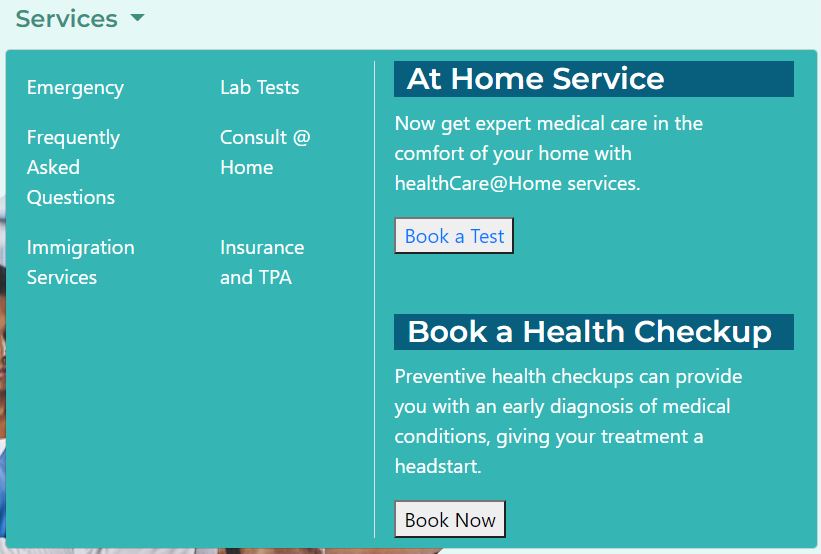 Services
Emergency
Lab Tests
Frequently
Asked
Questions
Consult @
Home
Immigration
Services
Insurance
and TPA
At Home Service
Now get expert medical care in the
comfort of your home with
healthCare@Home services.
Book a Test
Book a Health Checkup
Preventive health checkups can provide
you with an early diagnosis of medical
conditions, giving your treatment a
headstart.
Book Now